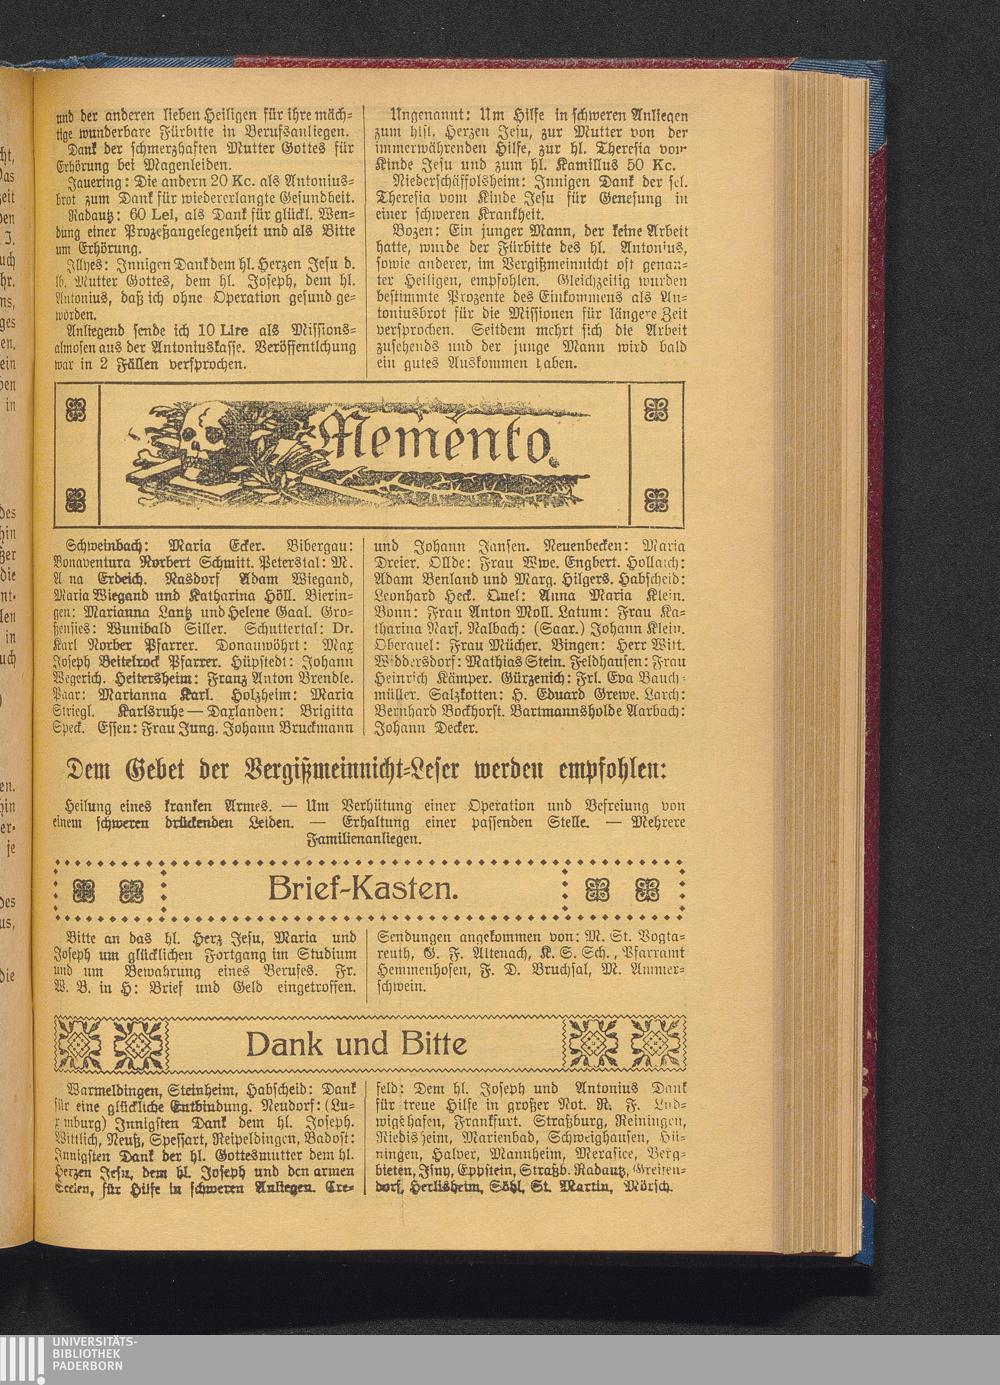 und der anderen lieben Heiligen für ihre mäch-
tige wunderbare Fürbitte in Berufsanliegen.
Dank der schmerzhaften Mutter Gottes für
Erhörung bei Magenleiden.
Jauering: Die andern 20 Kc. als Antonius-
brot zum Dank für wiedererlangte Gesundheit.
Radautz: 60 Lei, als Dank für glückl. Wen-
dung einer Prozeßangelegenheit und als Bitte
um Erhörung.
Illyes: Innigen Dank dem hl. Herzen Jesu d.
lb. Mutter Gottes, dem hl. Joseph, dem hl.
Antonius, daß ich ohne Operation gesund ge-
worden.
Anliegend sende ich 10 Lire als Missions-
almosen aus der Antoniuskasse. Veröffentlchung
war in 2 Fällen versprochen.
Ungenannt: Um Hilfe in schweren Anliegen
zum hlst. Herzen Jesu, zur Mutter von der
immerwährenden Hilfe, zur hl. Theresia vom
Kinde Jesu und zum hl. Kamillus 50 Kc.
Niederschäffolsheim: Innigen Dank der sel.
Theresia vom Kinde Jesu für Genesung in
einer schweren Krankheit.
Bozen: Ein junger Mann, der keine Arbeit
hatte, wurde der Fürbitte des hl. Antonius,
sowie anderer, im Vergißmeinnicht oft genan-
ter Heiligen, empfohlen. Gleichzeitig wurden
bestimmte Prozente des Einkommens als An-
toniusbrot für die Missionen für längere Zeit
versprochen. Seitdem mehrt sich die Arbeit
zusehends und der junge Mann wird bald
ein gutes Auskommen haben.
Memento.
Schweinbach: Maria Ecker. Bibergau:
Bonaventura Norbert Schmitt. Peterstal: M.
Anna Erdeich. Rasdorf Adam Wiegand,
Maria Wiegand und Katharina Höll. Bierin-
gen: Marianna Lantz und Helene Gaal. Gro-
ßensies: Wunibald Siller. Schuttertal: Dr.
Karl Norber Pfarrer. Donauwöhrt: Max
Joseph Beitelrock Pfarrer. Hüpstedt: Johann
Wegerich. Heitersheim: Franz Anton Brendle.
Paar: Marianna Karl. Holzheim: Maria
Striegl. Karlsruhe — Daxlanden: Brigitta
Speck. Essen: Frau Jung. Johann Bruckmann
und Johann Jansen. Neuenbecken: Maria
Dreier. Ollde: Frau Wwe. Engbert. Hollarch:
Adam Benland und Marg. Hilgers. Habscheid:
Leonhard Heck. Quel: Anna Maria Klein.
Bonn: Frau Anton Moll. Latum: Frau Ka-
tharina Nars. Nalbach: (Saar.) Johann Klein.
Oberauel: Frau Mücher. Bingen: Herr Witt.
Widdersdorf: Mathias Stein. Feldhausen: Frau
Heinrich Kämper. Gürzenich: Frl. Eva Bauch-
müller. Salzkotten: H. Eduard Grewe. Lorch:
Bernhard Bockhorst. Bartmannsholde Aarbach:
Johann Decker.
Dem Gebet der Vergißmeinnicht-Leser werden empfohlen:
Heilung eines kranken Armes. — Um Verhütung einer Operation und Befreiung von
einem schweren drückenden Leiden. — Erhaltung einer passenden Stelle. — Mehrere
Familienanliegen.
Brief-Kasten.
Bitte an das hl. Herz Jesu, Maria und
Joseph um glücklichen Fortgang im Studium
und um Bewahrung eines Berufes. Fr.
W. B. in H: Brief und Geld eingetroffen.
Sendungen angekommen von: M. St. Vogta-
reuth, G. F. Altenach, K. S. Sch., Pfarramt
Hemmenhofen, F. D. Bruchsal, M. Ammer-
schwein.
Dank und Bitte
Warmeldingen, Steinheim, Habscheid: Dank
für eine glückliche Entbindung. Neudorf: (Lu-
xemburg) Innigsten Dank dem hl. Joseph.
Wittlich, Neuß, Spessart, Reipeldingen, Badost:
Innigsten Dank der hl. Gottesmutter dem hl.
Herzen Jesu, dem hl. Joseph und den armen
Seelen, für Hilfe in schweren Anliegen. Cre-
feld: Dem hl. Joseph und Antonius Dank
für treue Hilfe in großer Not. R. F. Lud-
wigshafen, Frankfurt. Straßburg, Reiningen,
Niedisheim, Marienbad, Schweighausen, Hü-
ningen, Halver, Mannheim, Merasice, Berg-
bieten, Isny, Eppstein, Straßb. Radautz, Greifen-
dorf, Herlisheim, Söhl, St. Martin, Mörsch.
UNIVERSITÄTS-
BIBLIOTHEK
PADERBORN